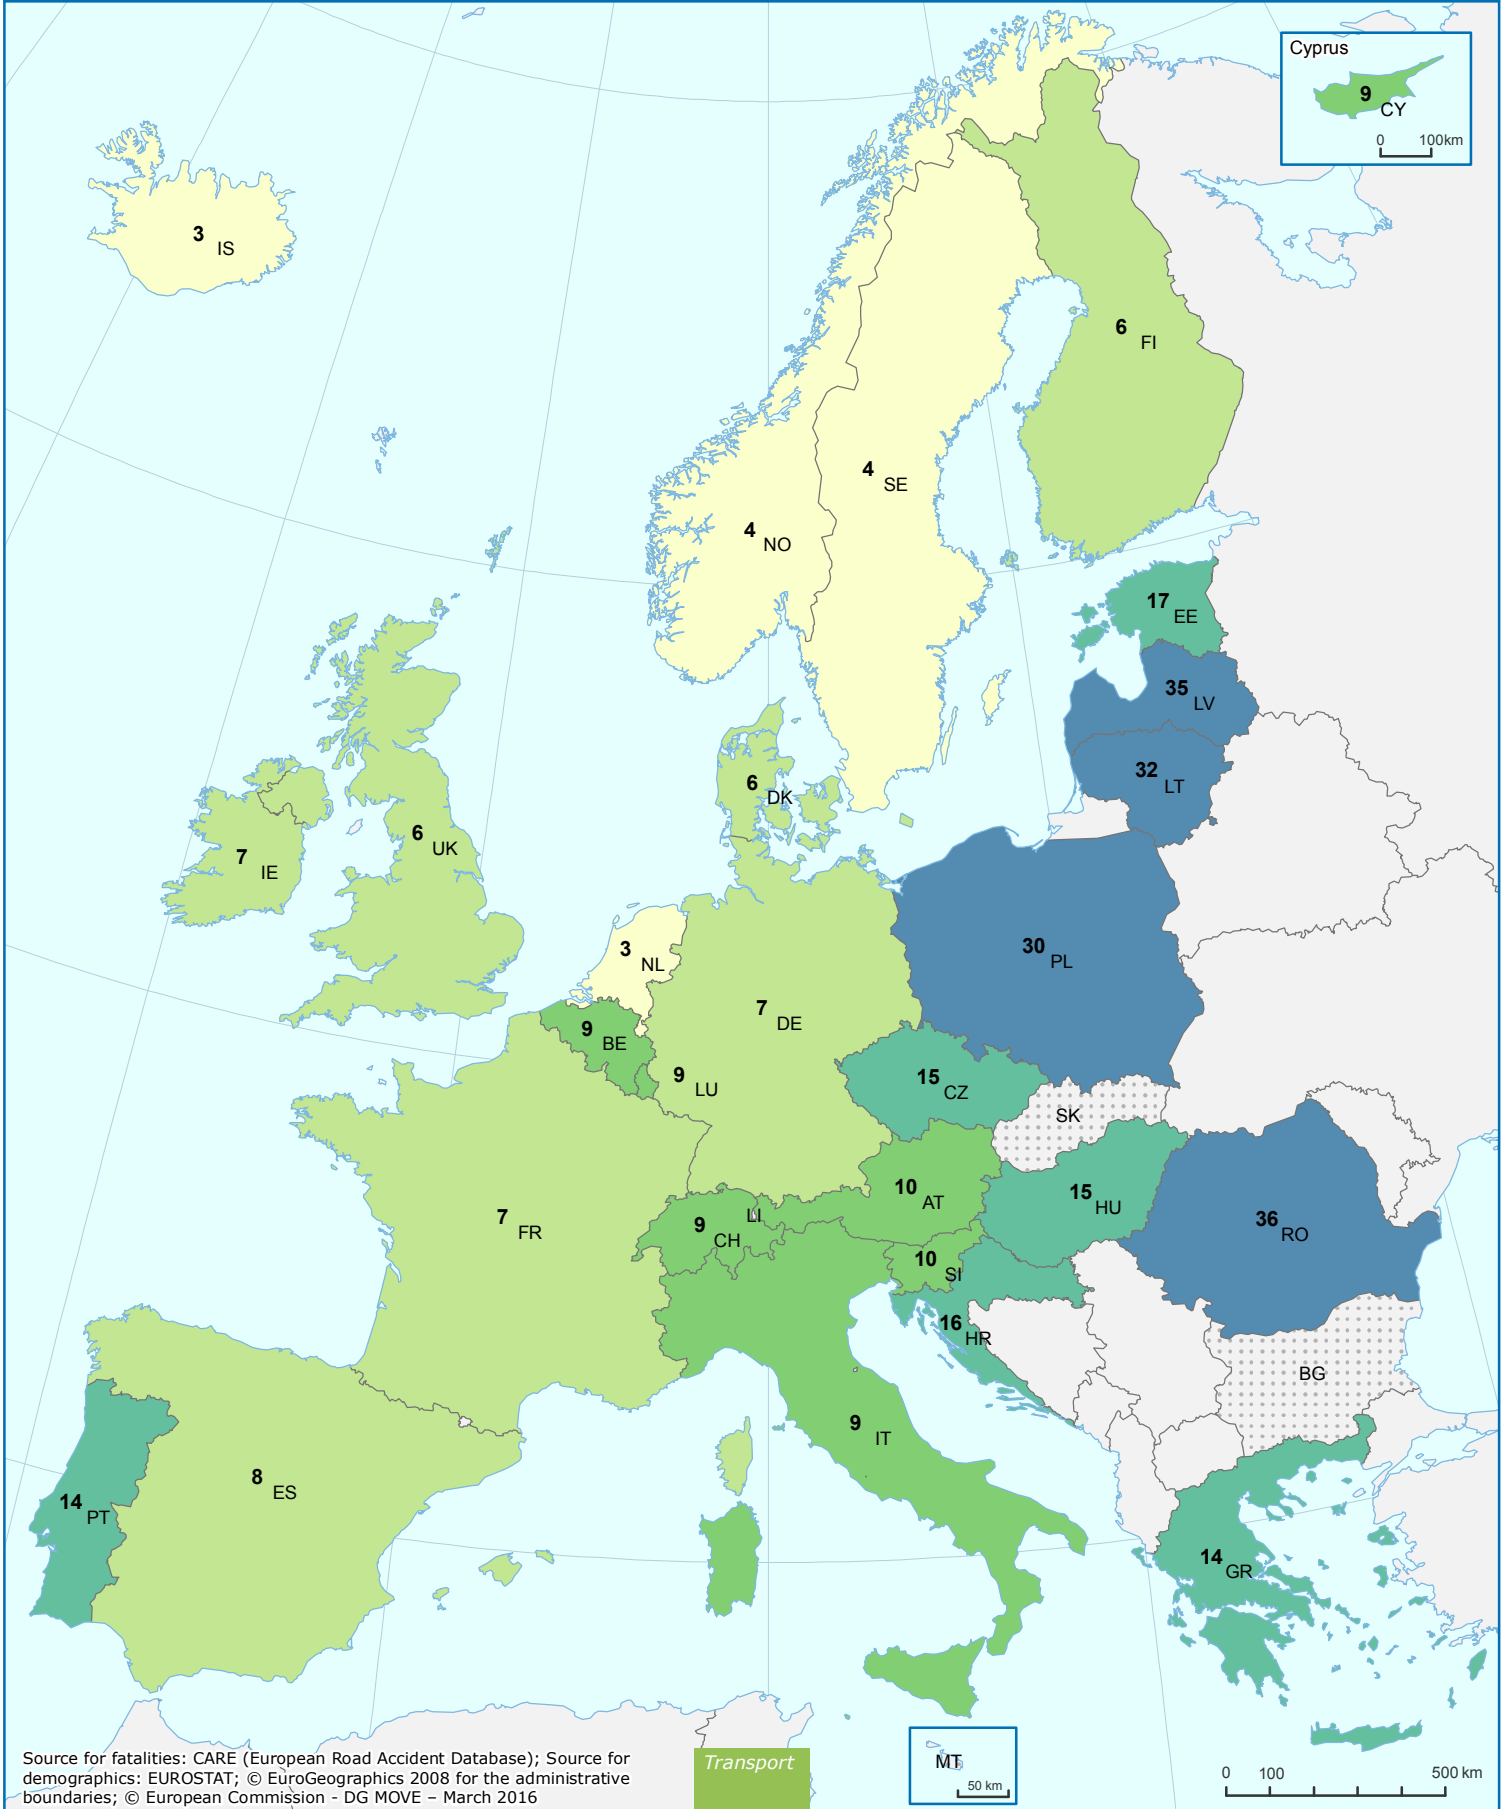 Cyprus
9 CY
0 100km
3 IS
6 FI
4 SE
4 NO
17 EE
35 LV
32 LT
6 DK
6 UK
7 IE
30 PL
3 NL
7 DE
9 BE
9 LU
15 CZ
SK
10 AT
15 HU
36 RO
LI
9 CH
7 FR
10 SI
16 HR
BG
9 IT
8 ES
14 PT
14 GR
MT
50 km
Transport
0 100 500 km
Source for fatalities: CARE (European Road Accident Database); Source for
demographics: EUROSTAT; © EuroGeographics 2008 for the administrative
boundaries; © European Commission - DG MOVE – March 2016